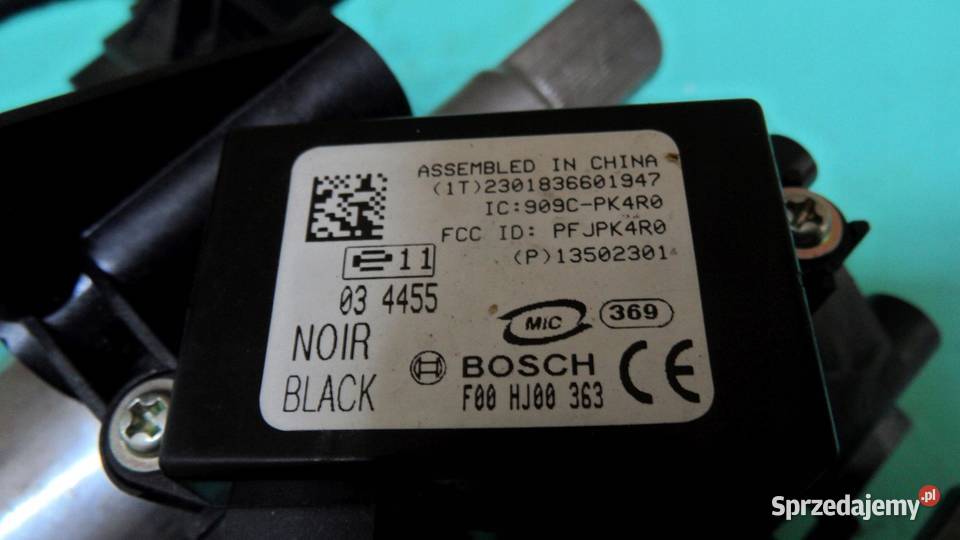 ASSEMBLED IN CHINA
(1T)2301836601947
IC:909C-PK4R0
FCC ID: PFJPK4R0
(P)13502301
e11
03 4455
NOIR
BLACK
MIC
369
BOSCH
F00 HJ00 363
CE
Sprzedajemy.pl